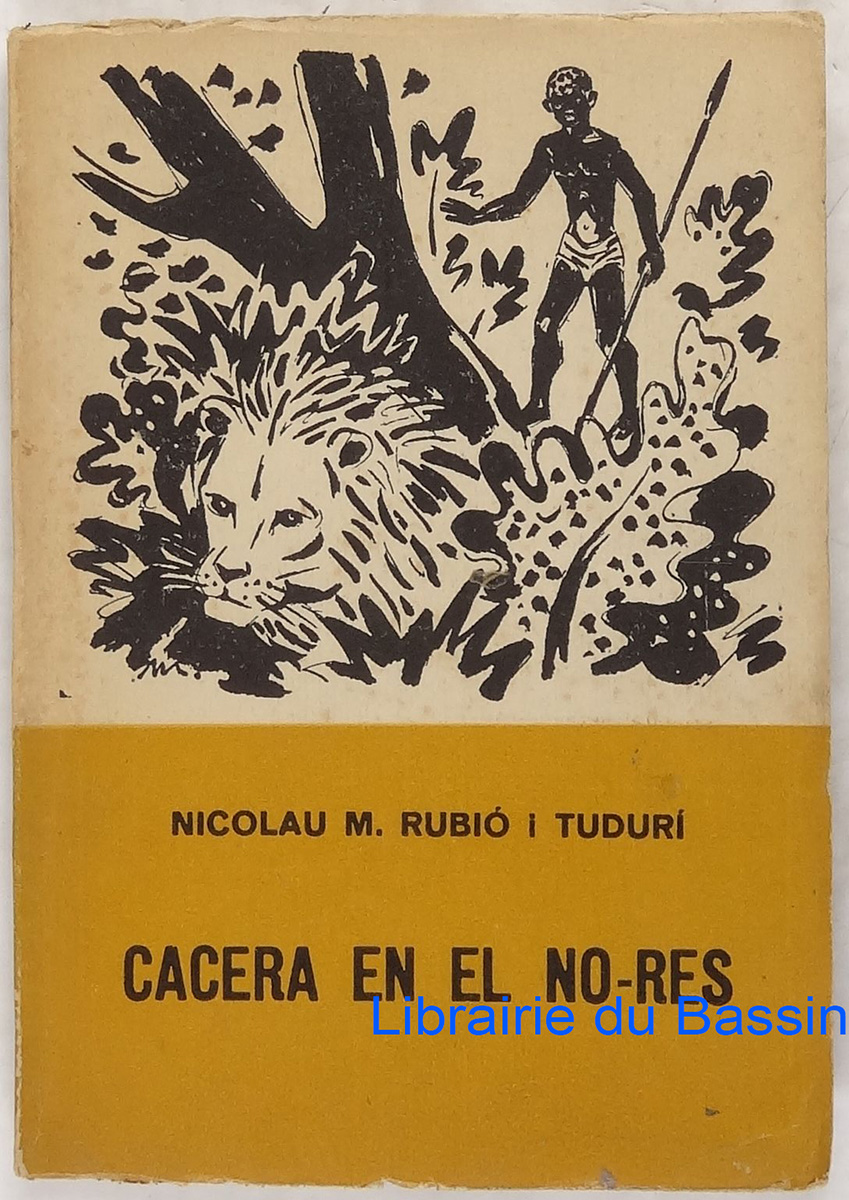 NICOLAU M. RUBIÓ i TUDURÍ
CACERA EN EL NO-RES
Librairie du Bassin